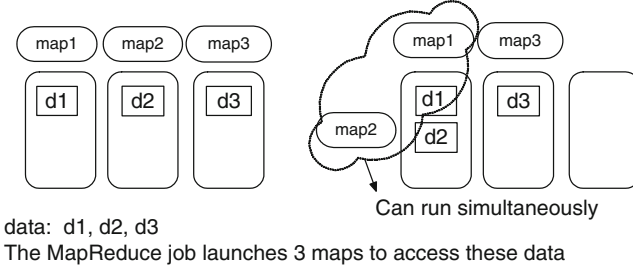 map1 map2 map3 map1 map3
d1 d2 d3 d1 d3
map2 d2
Can run simultaneously
data: d1, d2, d3
The MapReduce job launches 3 maps to access these data